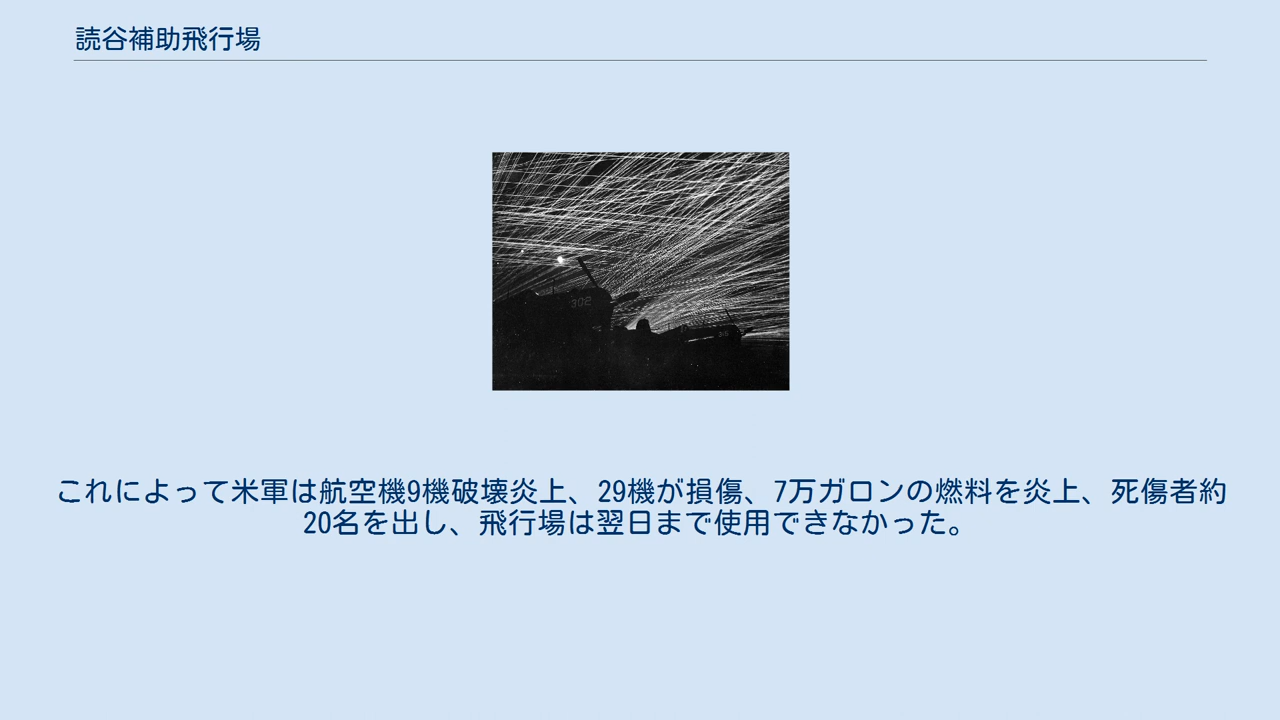 読谷補助飛行場
302
これによって米軍は航空機9機破壊炎上、29機が損傷、7万ガロンの燃料を炎上、死傷者約
20名を出し、飛行場は翌日まで使用できなかった。